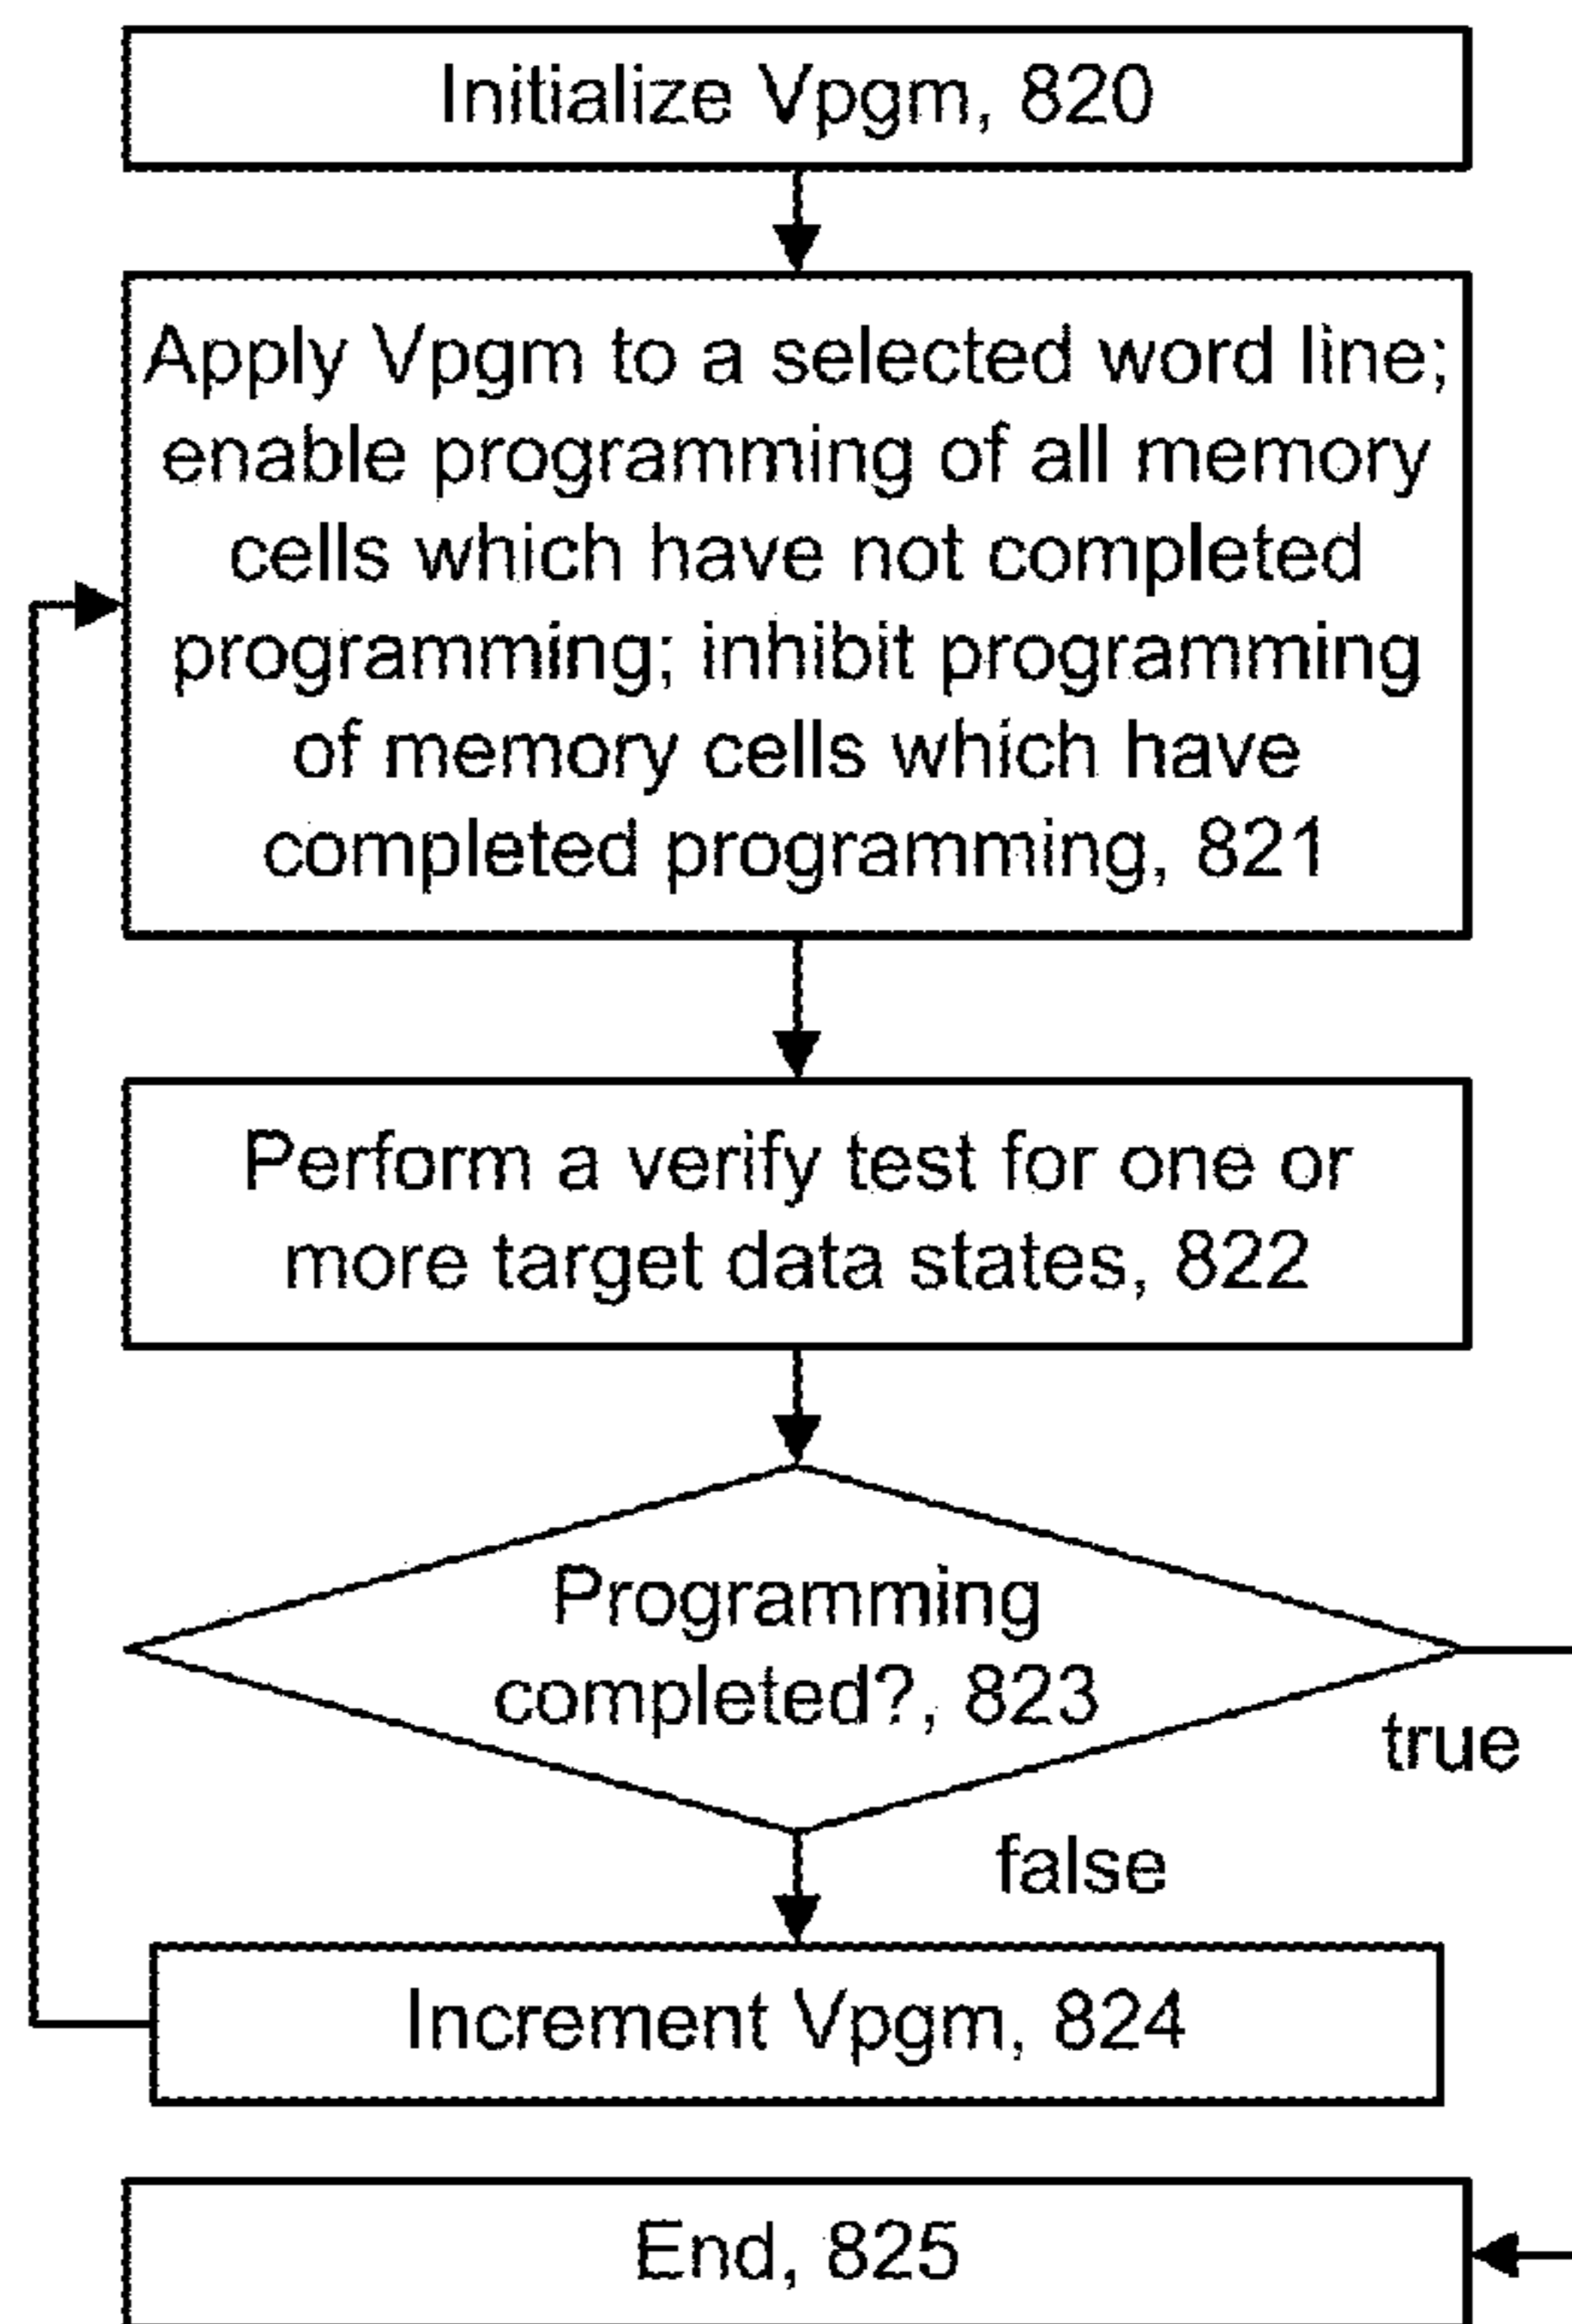 Initialize Vpgm, 820
Apply Vpgm to a selected word line;
enable programming of all memory
cells which have not completed
programming; inhibit programming
of memory cells which have
completed programming, 821
Perform a verify test for one or
more target data states, 822
Programming
completed?, 823
true
false
Increment Vpgm, 824
End, 825